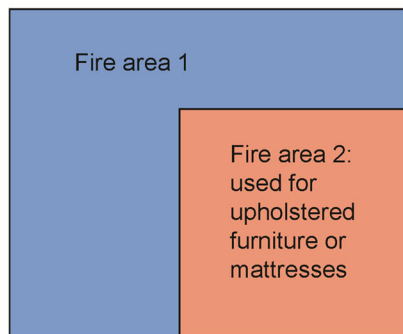 Fire area 1
Fire area 2:
used for
upholstered
furniture or
mattresses